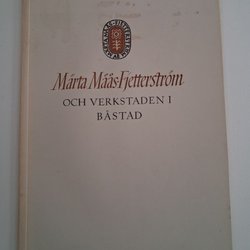 Märta Måås-Fjetterström
OCH VERKSTADEN I
BÅSTAD